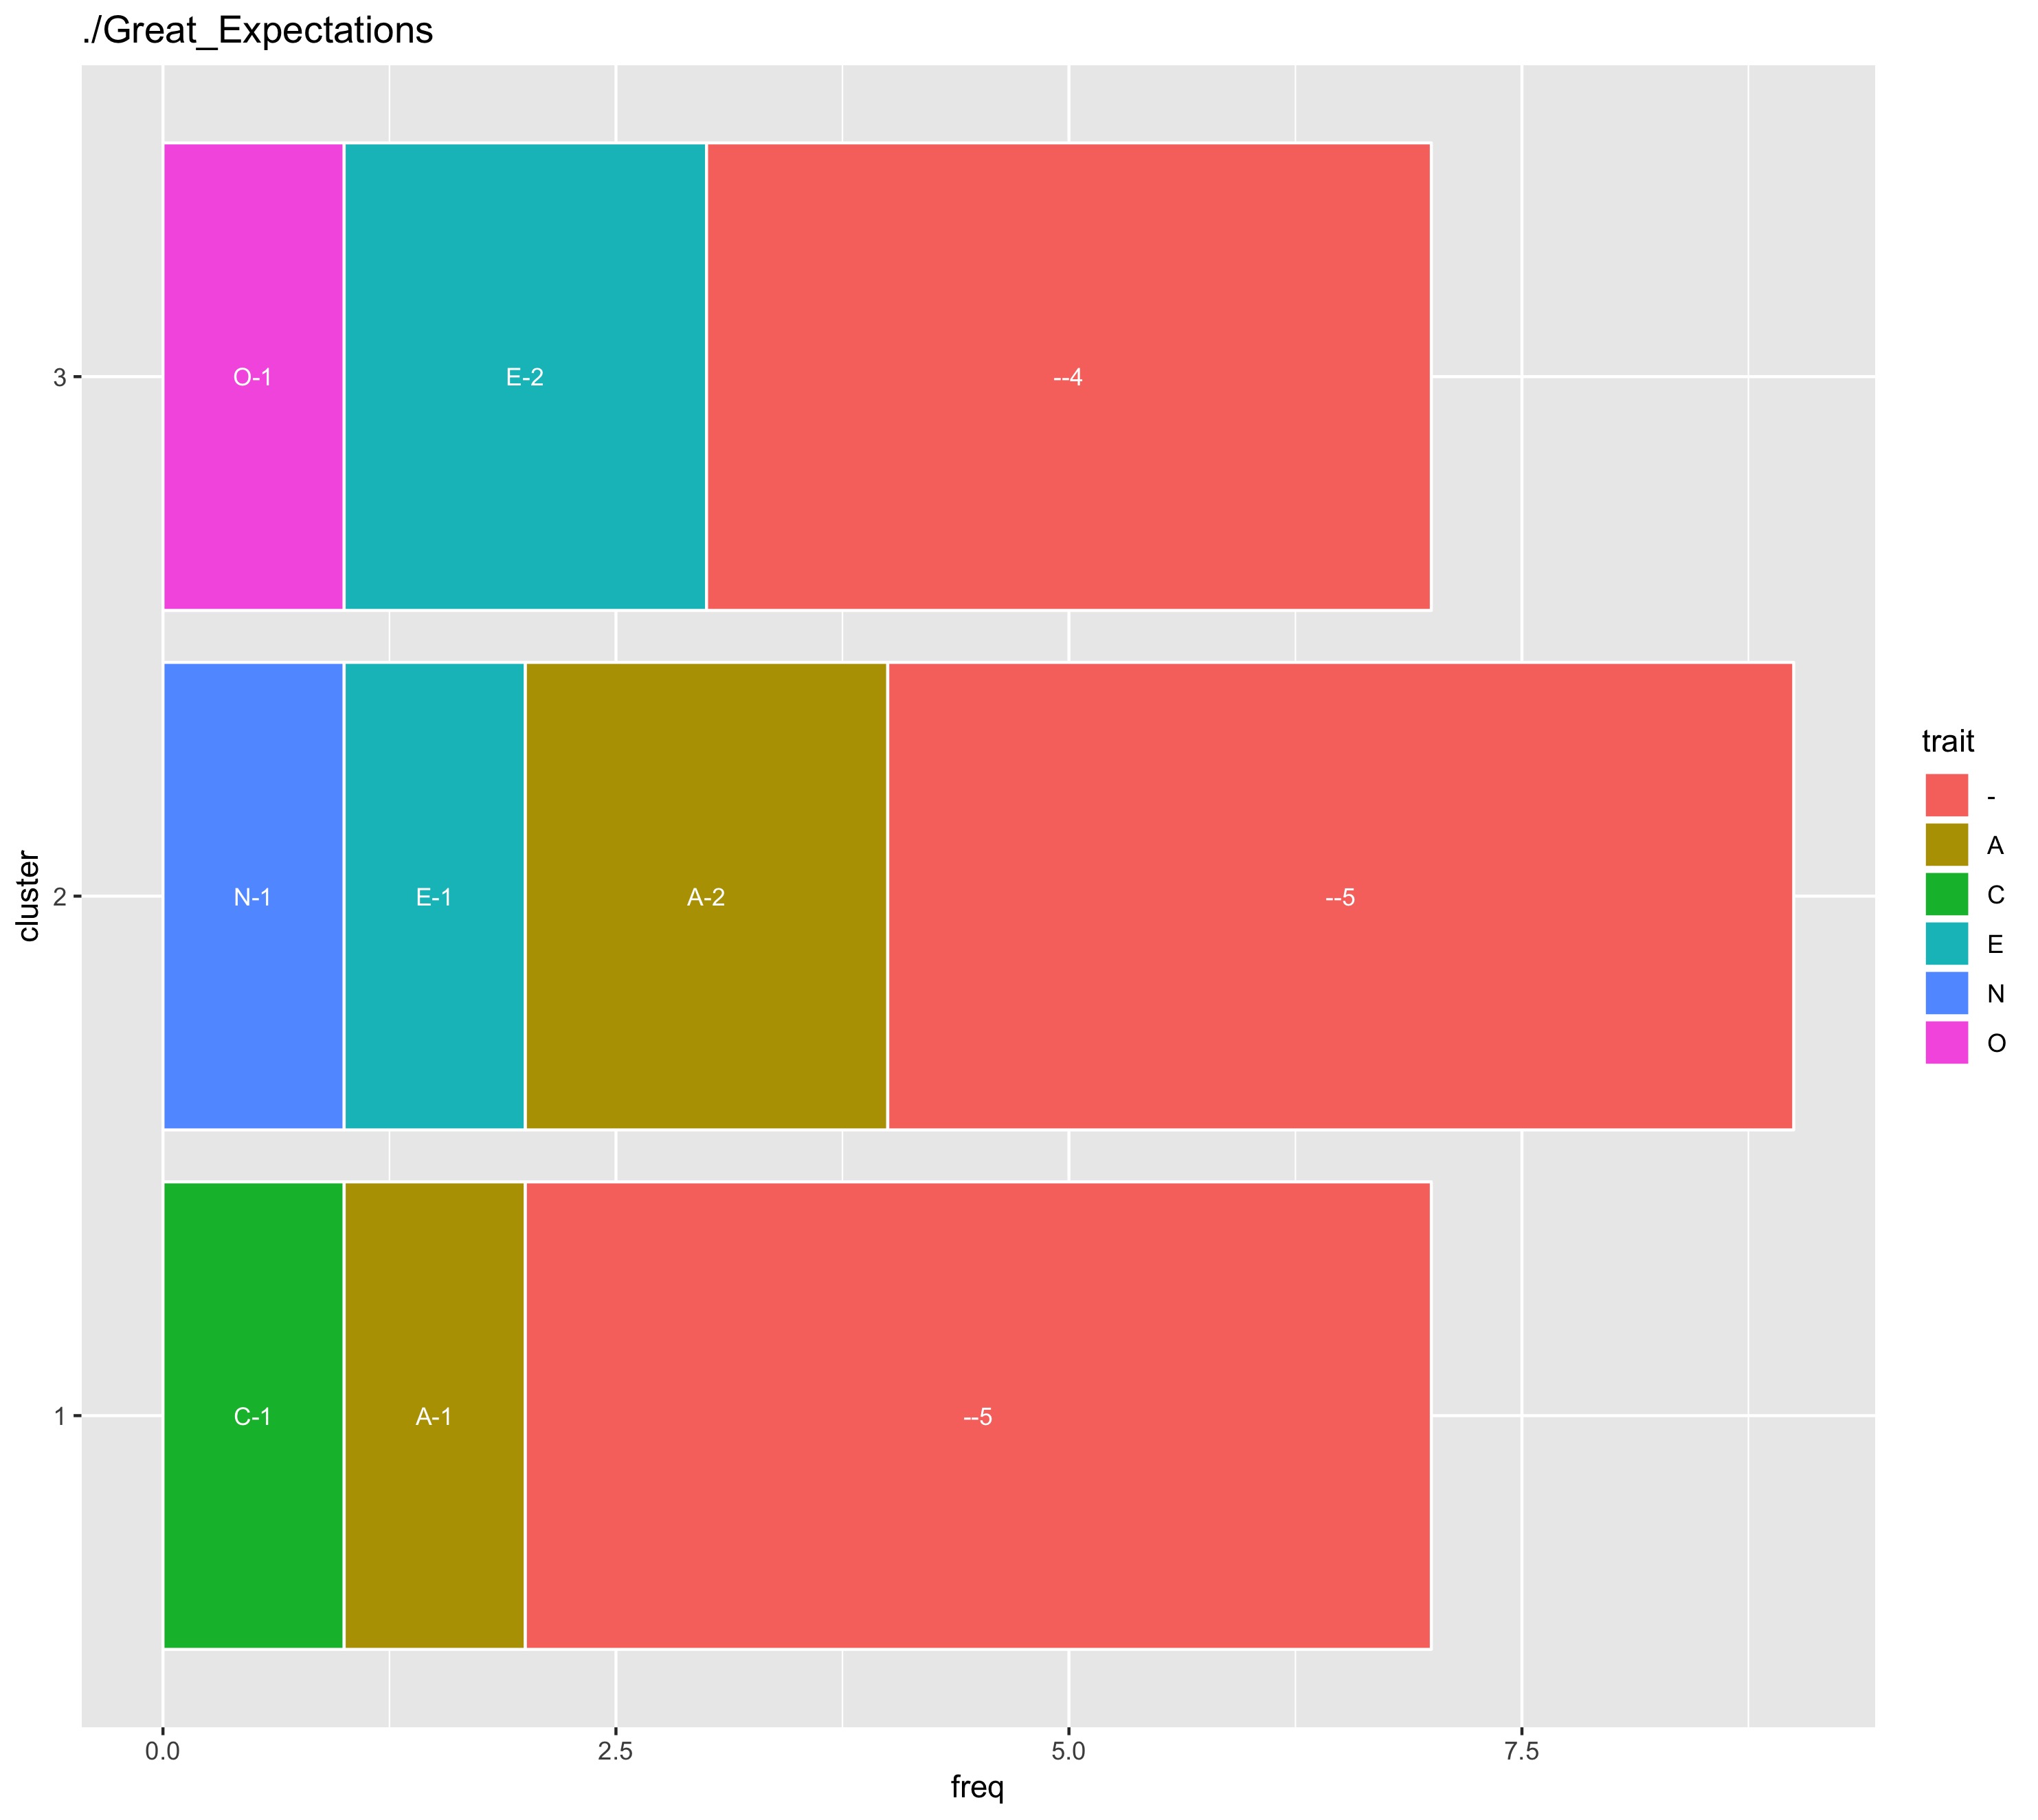 ./Great_Expectations
3
O-1 E-2 --4
cluster
2
N-1 E-1 A-2 --5
1
C-1 A-1 --5
0.0 2.5 5.0 7.5
freq
trait
-
A
C
E
N
O